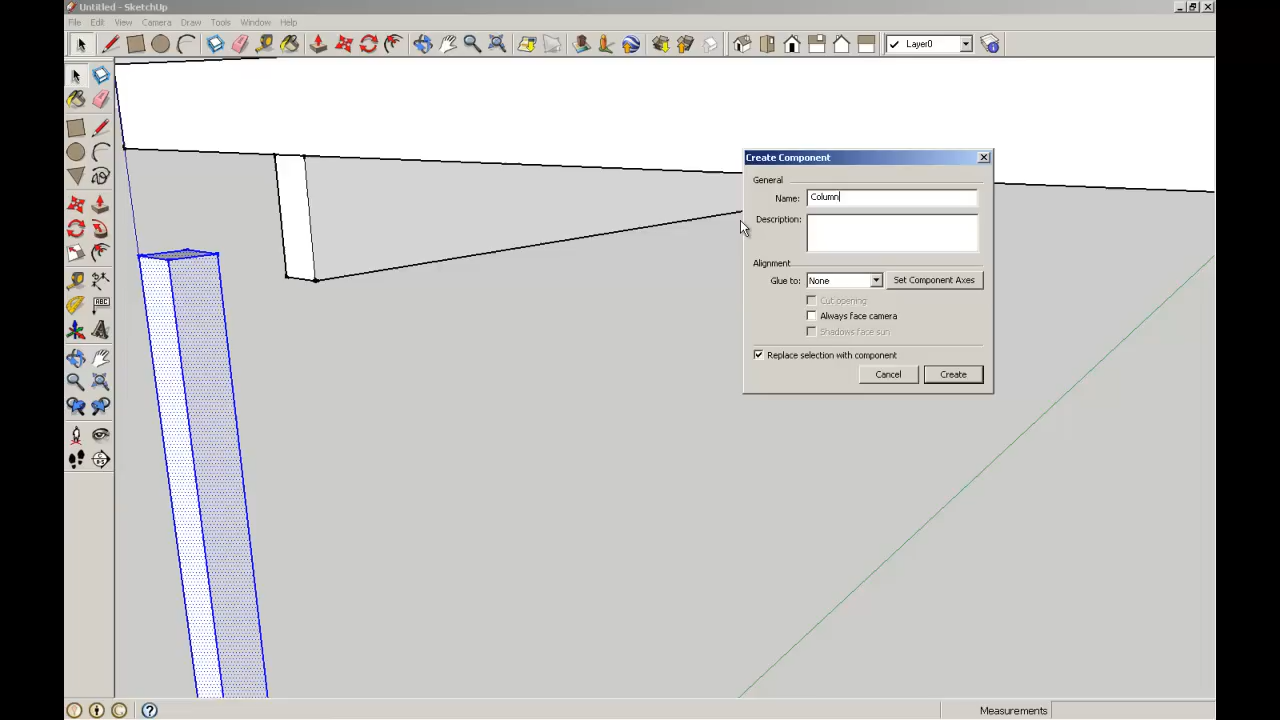 Untitled - SketchUp
File Edit View Camera Draw Tools Window Help
Layer0
Create Component
General
Name: Column
Description:
Alignment
Glue to: None Set Component Axes
Cut opening
Always face camera
Shadows face sun
Replace selection with component
Cancel Create
ABC
Measurements